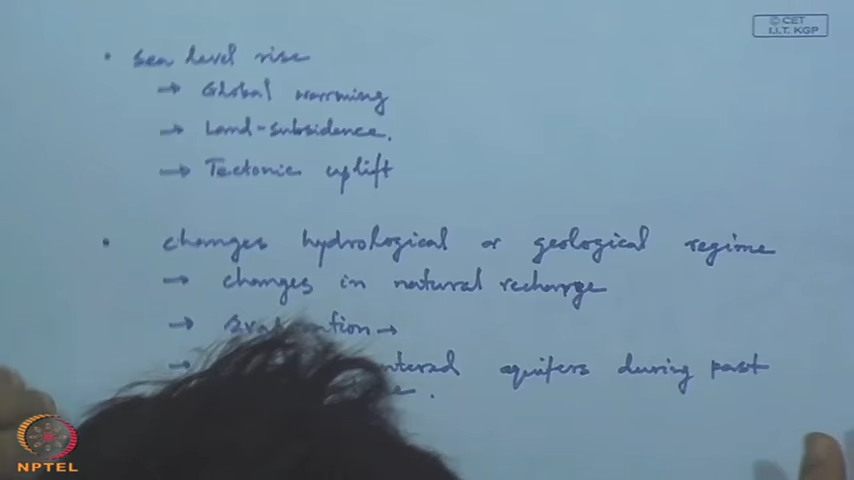 © CET
I.I.T. KGP
• Sea level rise
→ Global warming
→ Land-subsidence.
→ Tectonic uplift
• changes hydrological or geological regime
→ changes in natural recharge
→
→ aquifers during past
NPTEL